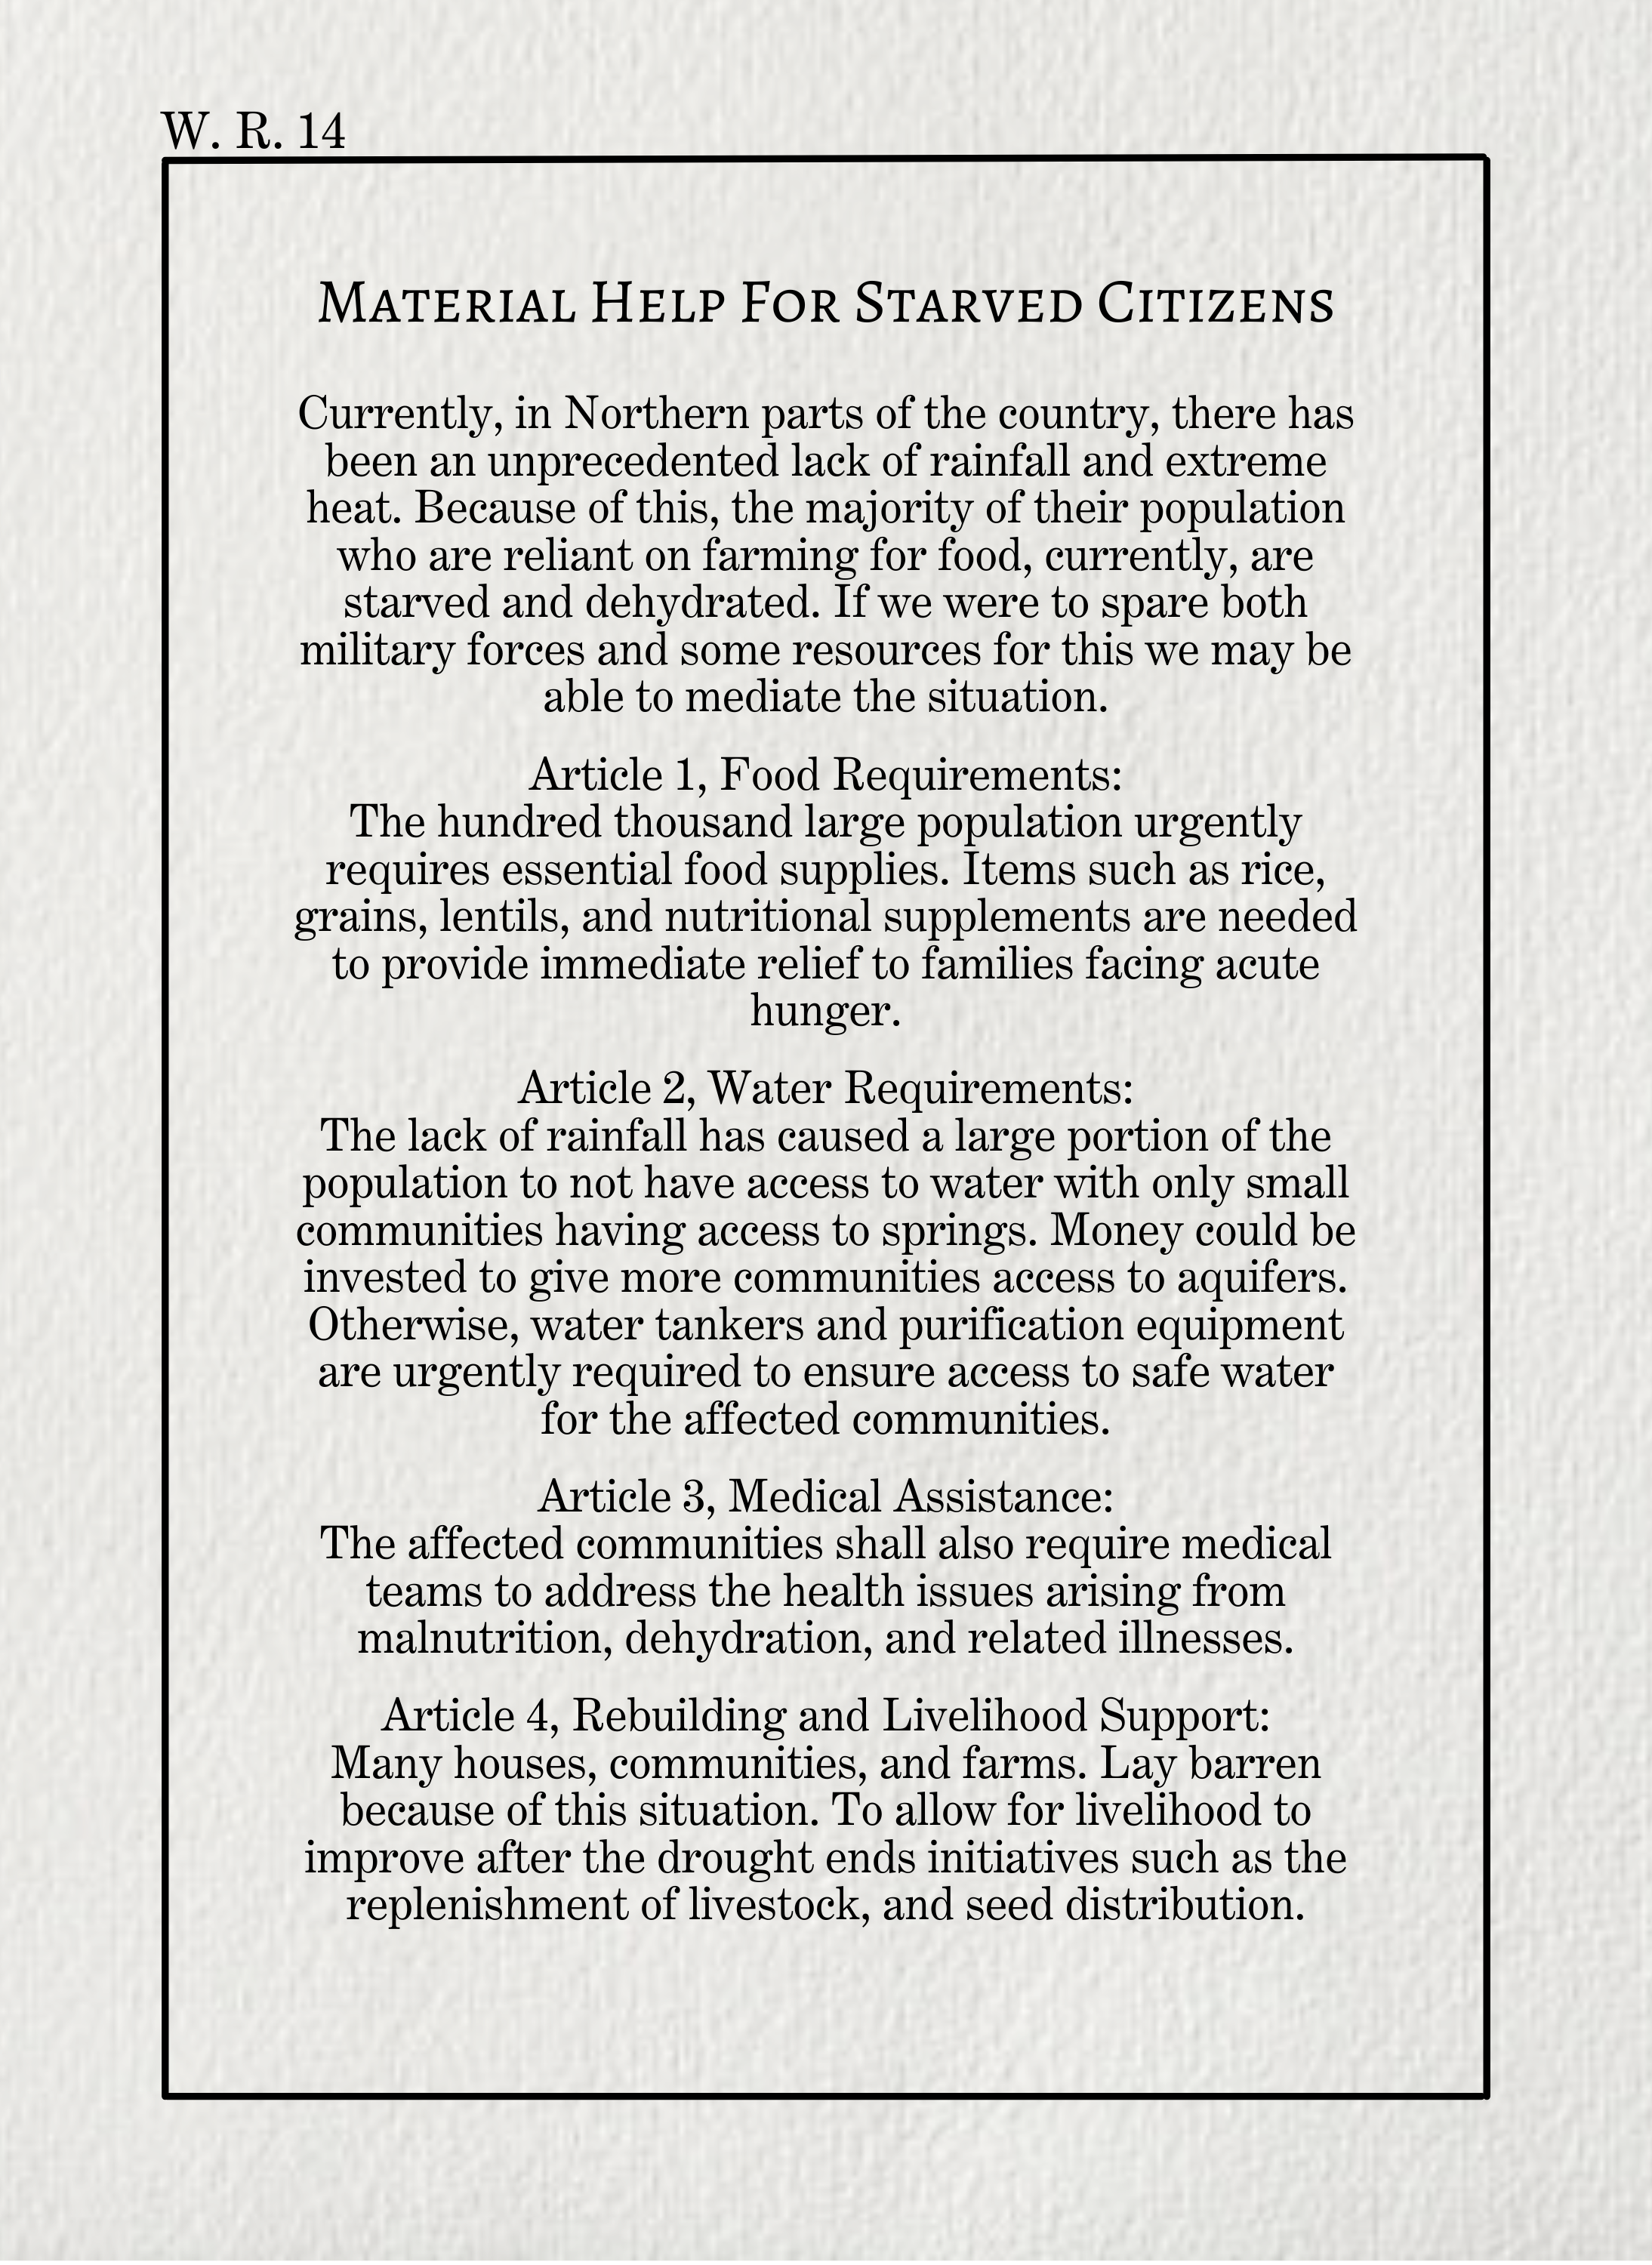 W. R. 14
Material Help For Starved Citizens
Currently, in Northern parts of the country, there has
been an unprecedented lack of rainfall and extreme
heat. Because of this, the majority of their population
who are reliant on farming for food, currently, are
starved and dehydrated. If we were to spare both
military forces and some resources for this we may be
able to mediate the situation.
Article 1, Food Requirements:
The hundred thousand large population urgently
requires essential food supplies. Items such as rice,
grains, lentils, and nutritional supplements are needed
to provide immediate relief to families facing acute
hunger.
Article 2, Water Requirements:
The lack of rainfall has caused a large portion of the
population to not have access to water with only small
communities having access to springs. Money could be
invested to give more communities access to aquifers.
Otherwise, water tankers and purification equipment
are urgently required to ensure access to safe water
for the affected communities.
Article 3, Medical Assistance:
The affected communities shall also require medical
teams to address the health issues arising from
malnutrition, dehydration, and related illnesses.
Article 4, Rebuilding and Livelihood Support:
Many houses, communities, and farms. Lay barren
because of this situation. To allow for livelihood to
improve after the drought ends initiatives such as the
replenishment of livestock, and seed distribution.